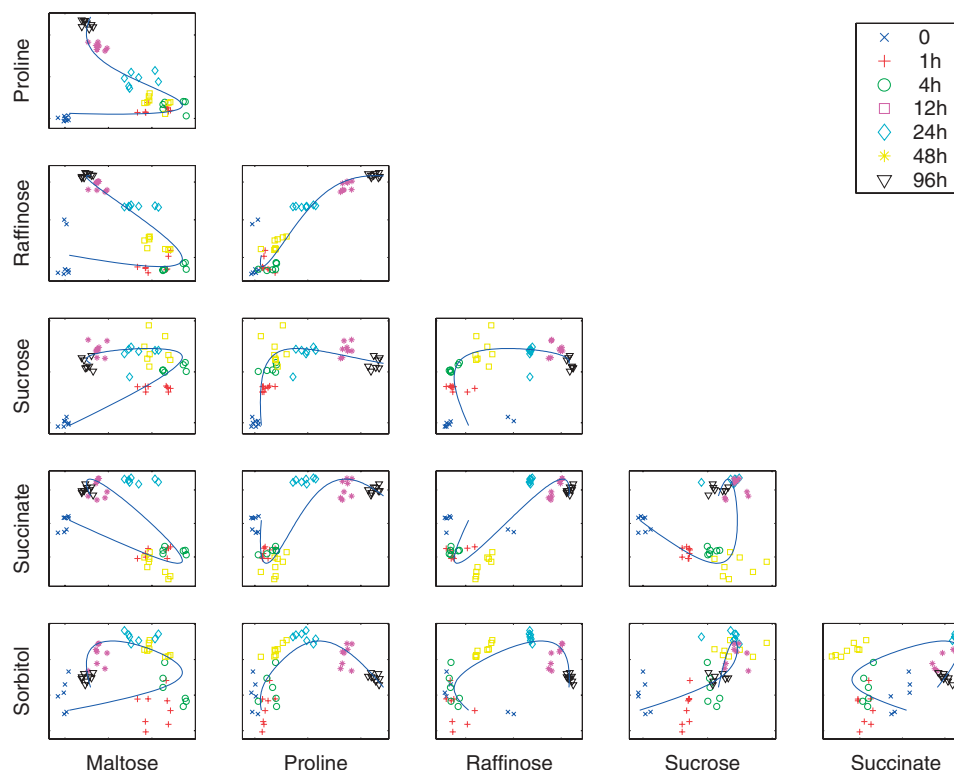 Proline
Raffinose
Sucrose
Succinate
Sorbitol
Maltose
Proline
Raffinose
Sucrose
Succinate
0
1h
4h
12h
24h
48h
96h